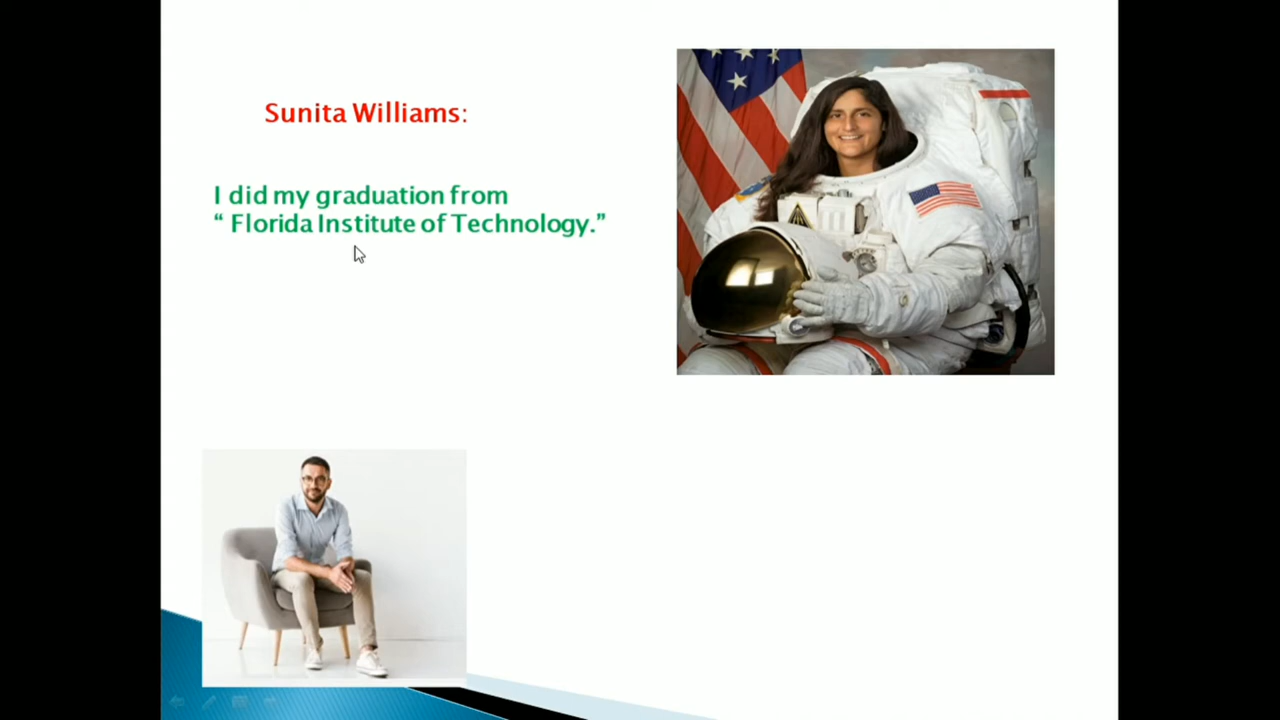 Sunita Williams:
I did my graduation from
“ Florida Institute of Technology.”